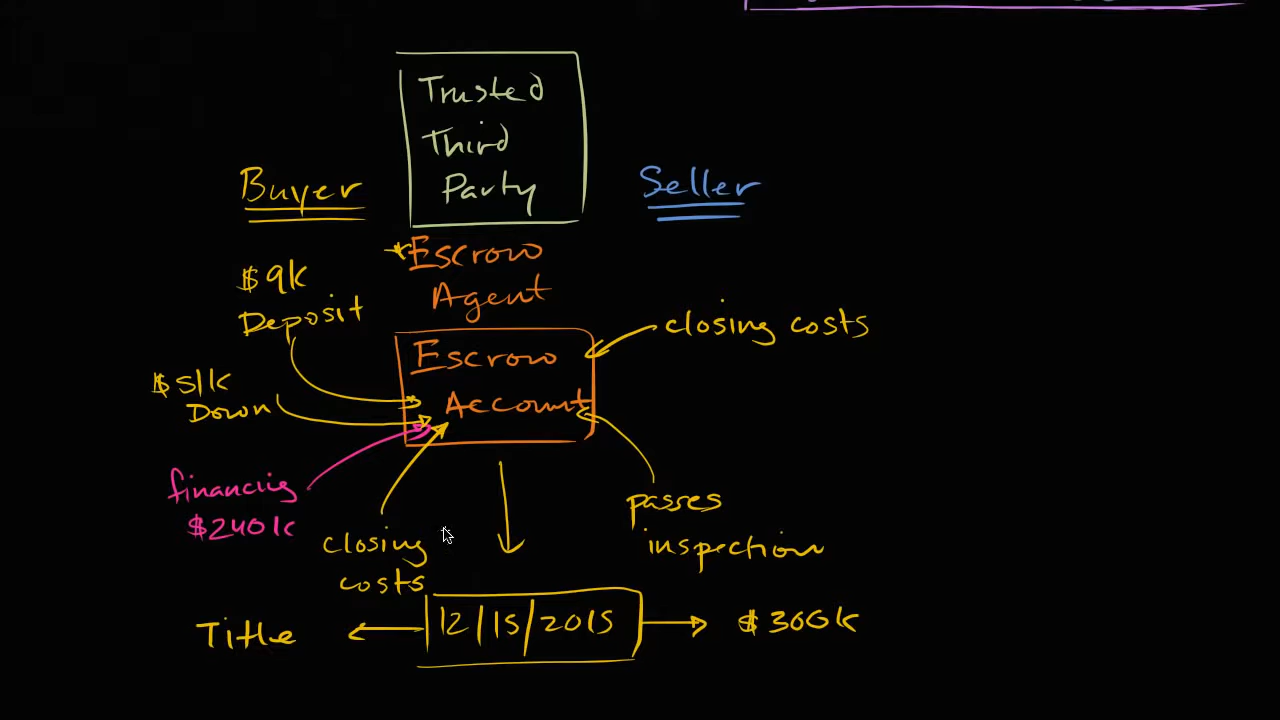 Trusted
Third
Party
Buyer
Seller
Escrow
Agent
$9k
Deposit
closing costs
Escrow
Account
$51k
Down
financing
$240k
passes
inspection
closing
costs
Title
12/15/2015
$300k